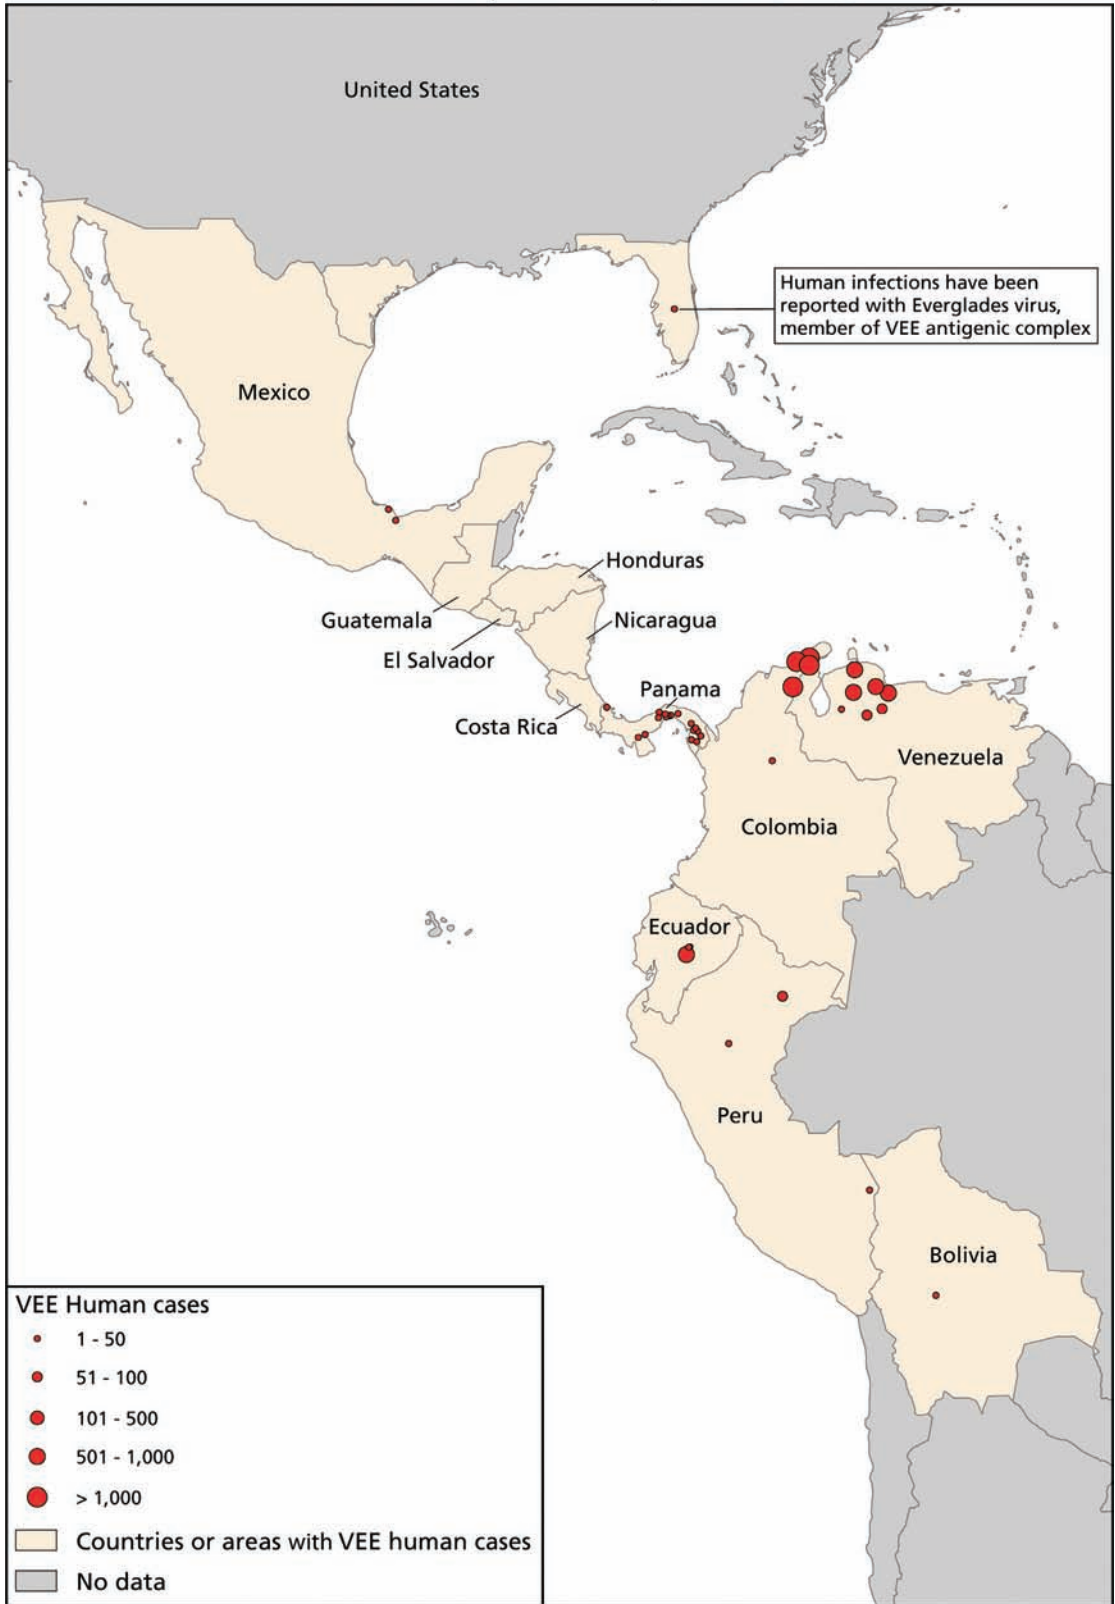 United States
Human infections have been
reported with Everglades virus,
member of VEE antigenic complex
Mexico
Honduras
Guatemala
Nicaragua
El Salvador
Panama
Costa Rica
Venezuela
Colombia
Ecuador
Peru
Bolivia
VEE Human cases
1 - 50
51 - 100
101 - 500
501 - 1,000
> 1,000
Countries or areas with VEE human cases
No data